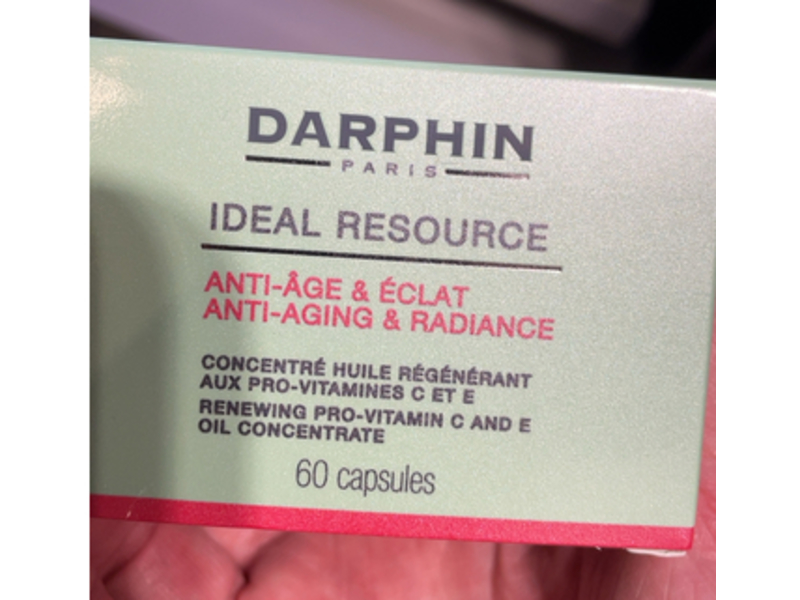 DARPHIN
PARIS
IDEAL RESOURCE
ANTI-ÂGE & ÉCLAT
ANTI-AGING & RADIANCE
CONCENTRÉ HUILE RÉGÉNÉRANT
AUX PRO-VITAMINES C ET E
RENEWING PRO-VITAMIN C AND E
OIL CONCENTRATE
60 capsules